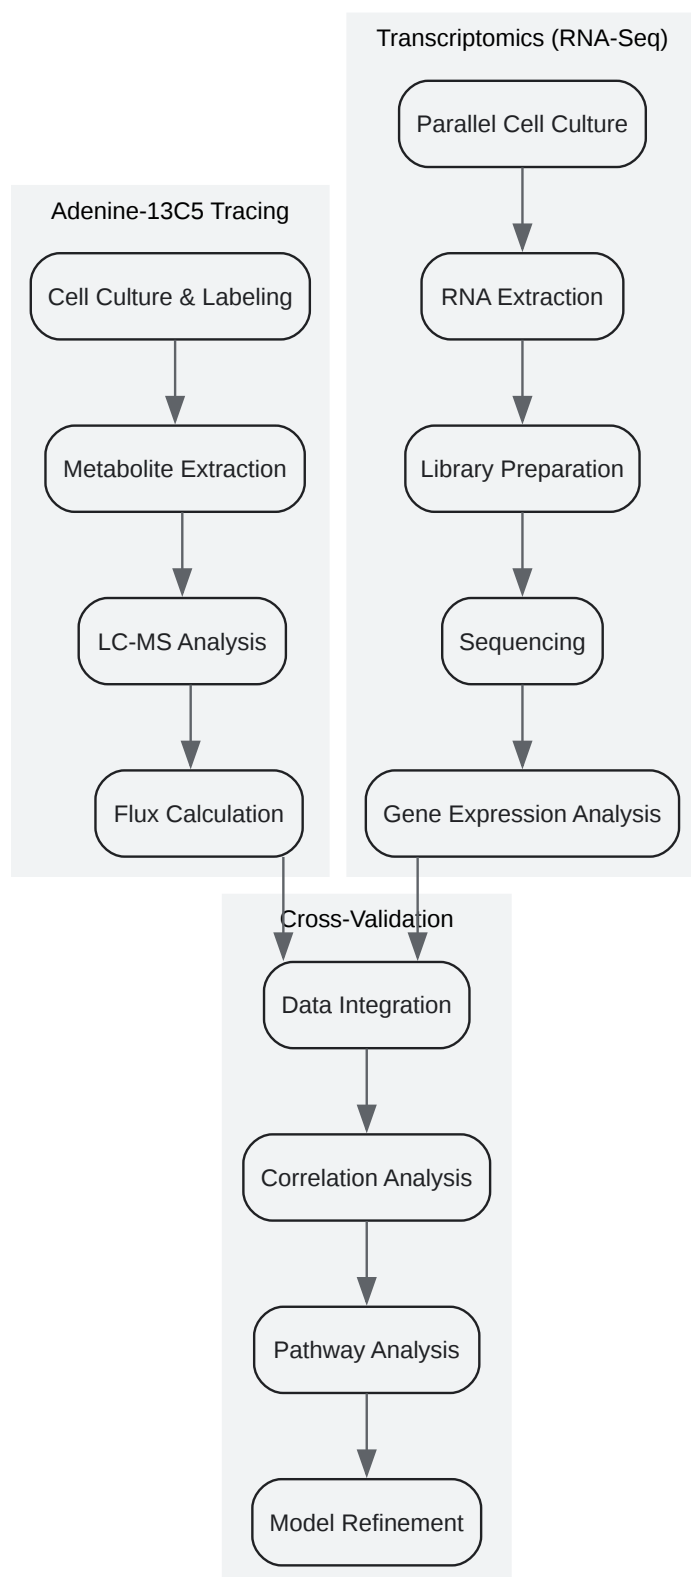 Transcriptomics (RNA-Seq)
Parallel Cell Culture
RNA Extraction
Library Preparation
Sequencing
Gene Expression Analysis
Adenine-13C5 Tracing
Cell Culture & Labeling
Metabolite Extraction
LC-MS Analysis
Flux Calculation
Cross-Validation
Data Integration
Correlation Analysis
Pathway Analysis
Model Refinement